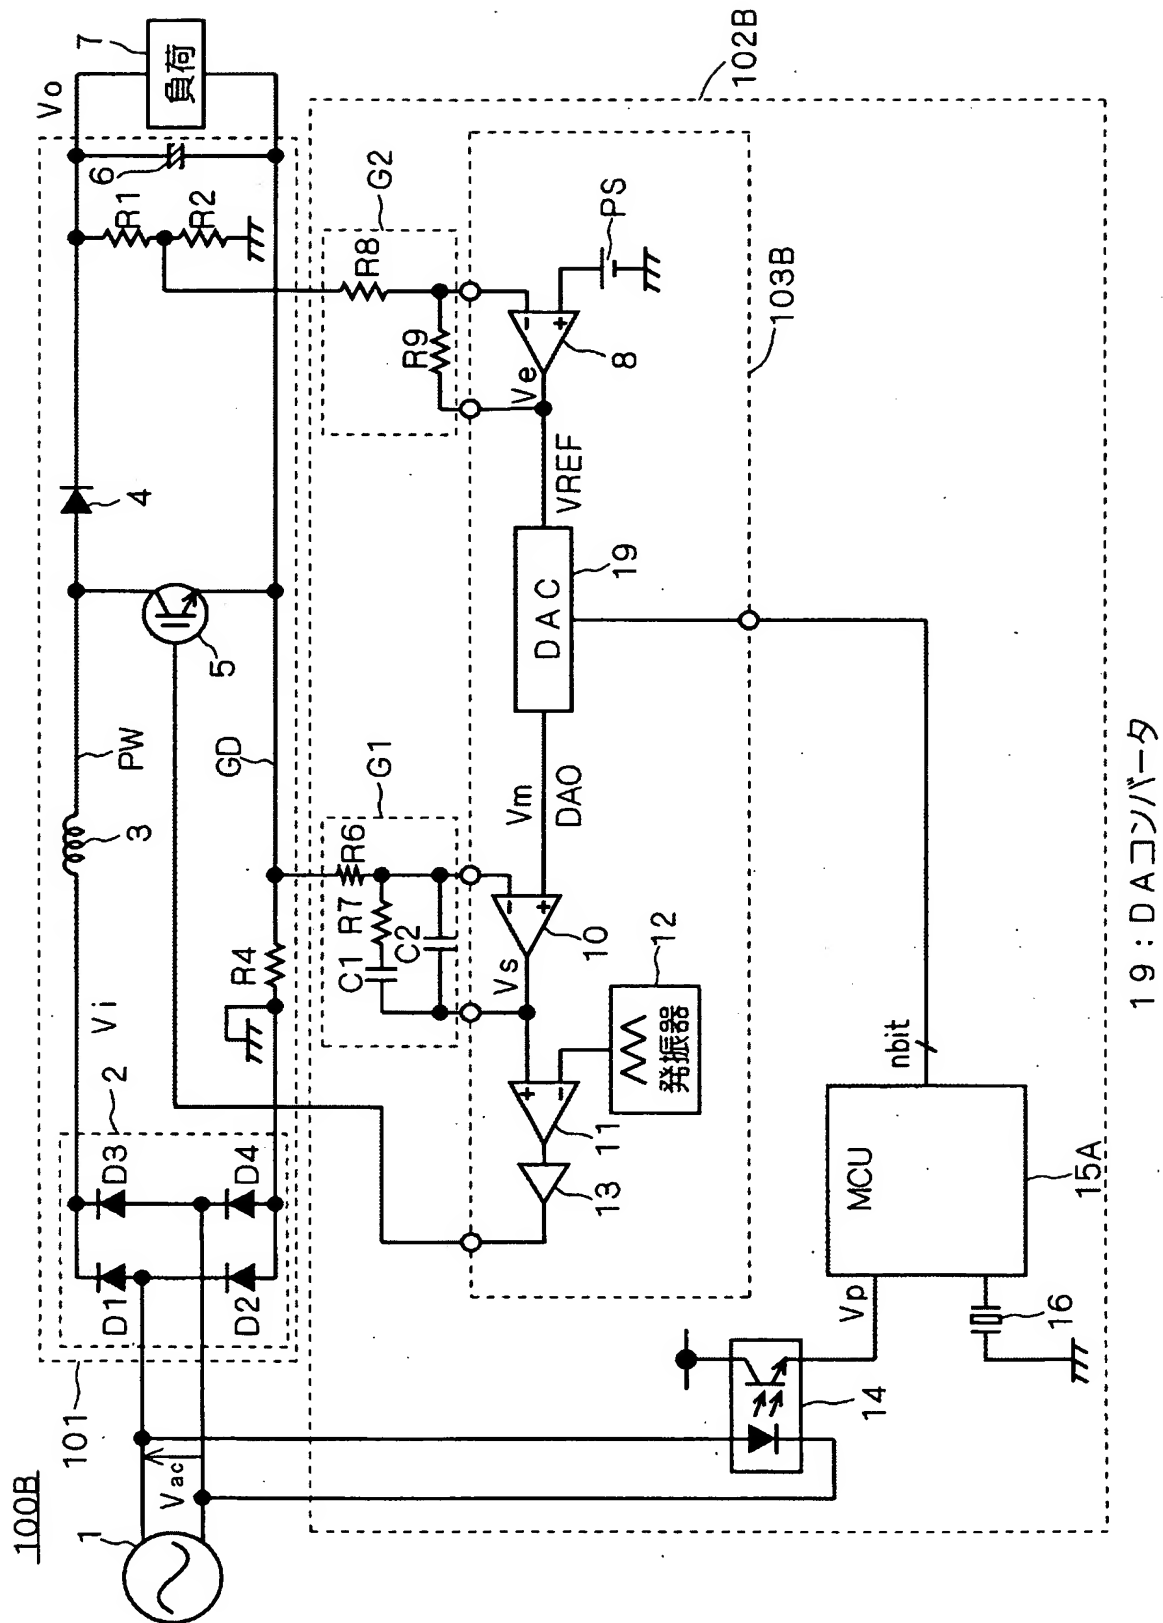 100B
1
Vac
101
2
D1
D3
D2
D4
Vi
3
PW
4
Vo
7
負荷
6
R1
R2
5
GD
R4
G1
R6
R7
C1
C2
G2
R8
R9
102B
103B
PS
8
Ve
VREF
DAC
19
Vm
DAO
10
Vs
12
発振器
11
13
nbit
MCU
15A
Vp
16
14
19:DAコンバータ